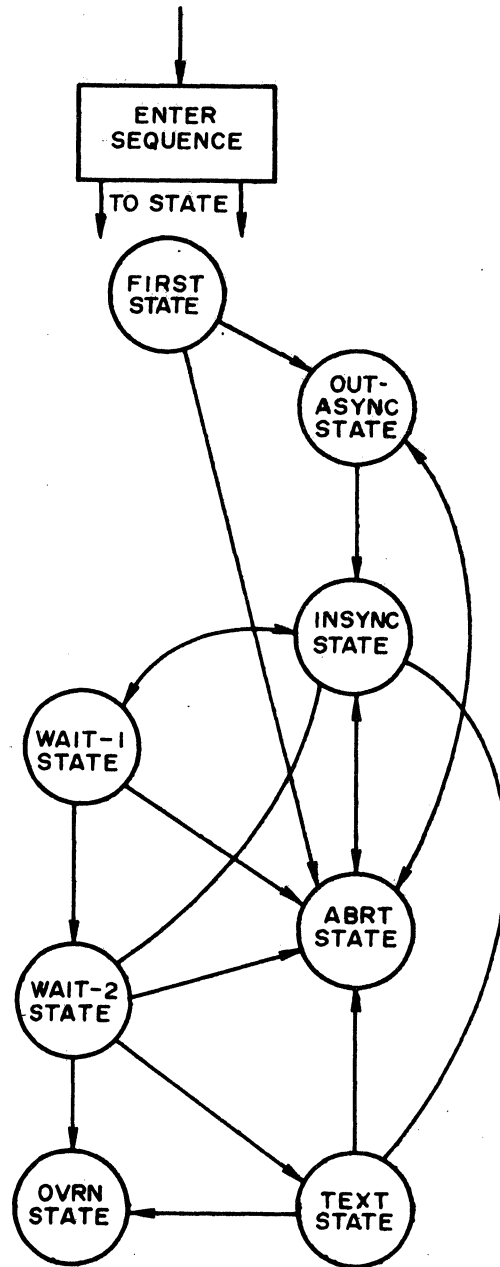 ENTER
SEQUENCE
TO STATE
FIRST
STATE
OUT-
ASYNC
STATE
INSYNC
STATE
WAIT-1
STATE
ABRT
STATE
WAIT-2
STATE
OVRN
STATE
TEXT
STATE